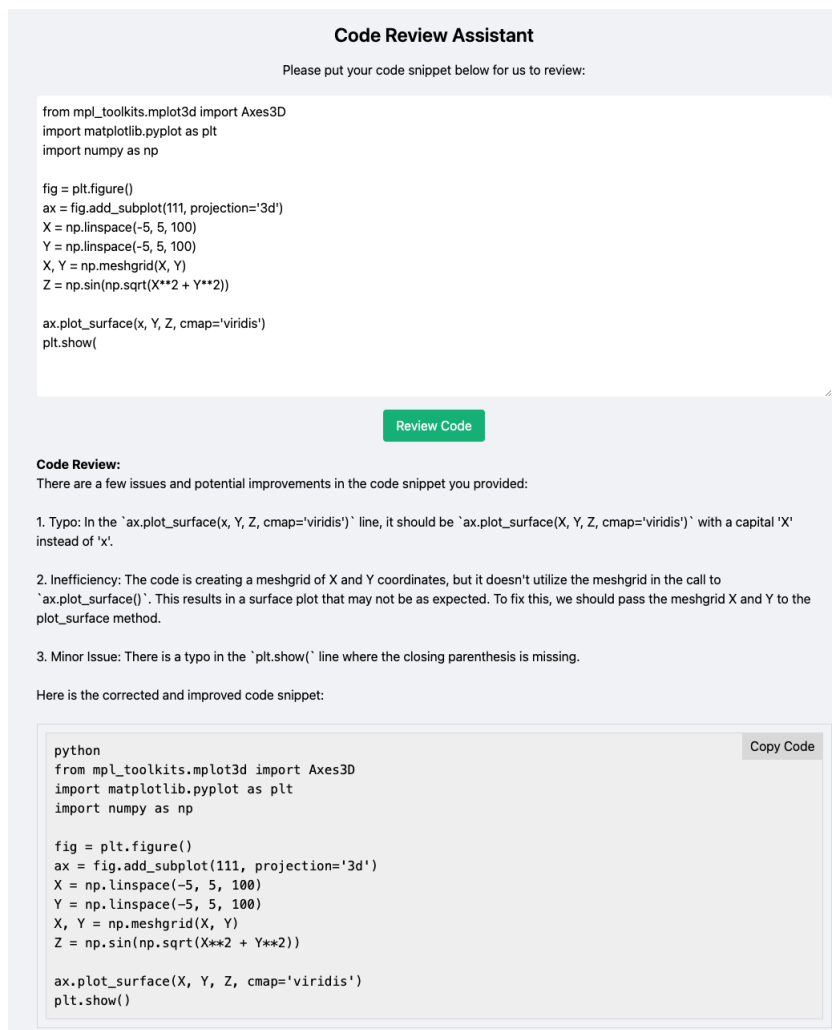 Code Review Assistant
Please put your code snippet below for us to review:
from mpl_toolkits.mplot3d import Axes3D
import matplotlib.pyplot as plt
import numpy as np
fig = plt.figure()
ax = fig.add_subplot(111, projection='3d')
X = np.linspace(-5, 5, 100)
Y = np.linspace(-5, 5, 100)
X, Y = np.meshgrid(X, Y)
Z = np.sin(np.sqrt(X**2 + Y**2))
ax.plot_surface(x, Y, Z, cmap='viridis')
plt.show(
Review Code
Code Review:
There are a few issues and potential improvements in the code snippet you provided:
1. Typo: In the `ax.plot_surface(x, Y, Z, cmap='viridis')` line, it should be `ax.plot_surface(X, Y, Z, cmap='viridis')` with a capital 'X'
instead of 'x'.
2. Inefficiency: The code is creating a meshgrid of X and Y coordinates, but it doesn't utilize the meshgrid in the call to
`ax.plot_surface()`. This results in a surface plot that may not be as expected. To fix this, we should pass the meshgrid X and Y to the
plot_surface method.
3. Minor Issue: There is a typo in the `plt.show(` line where the closing parenthesis is missing.
Here is the corrected and improved code snippet:
Copy Code
python
from mpl_toolkits.mplot3d import Axes3D
import matplotlib.pyplot as plt
import numpy as np
fig = plt.figure()
ax = fig.add_subplot(111, projection='3d')
X = np.linspace(-5, 5, 100)
Y = np.linspace(-5, 5, 100)
X, Y = np.meshgrid(X, Y)
Z = np.sin(np.sqrt(X**2 + Y**2))
ax.plot_surface(X, Y, Z, cmap='viridis')
plt.show()